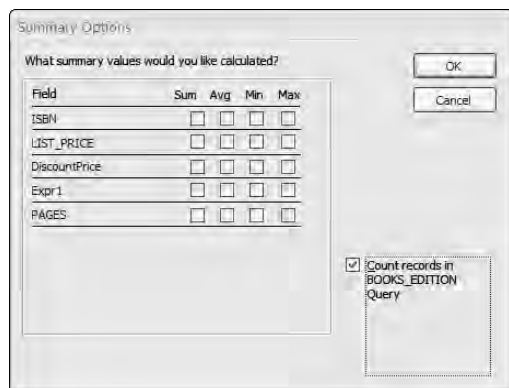 Summary Options
What summary values would you like calculated?
OK
Cancel
Field Sum Avg Min Max
ISBN
LIST_PRICE
DiscountPrice
Expr1
PAGES
Count records in
BOOKS_EDITION
Query